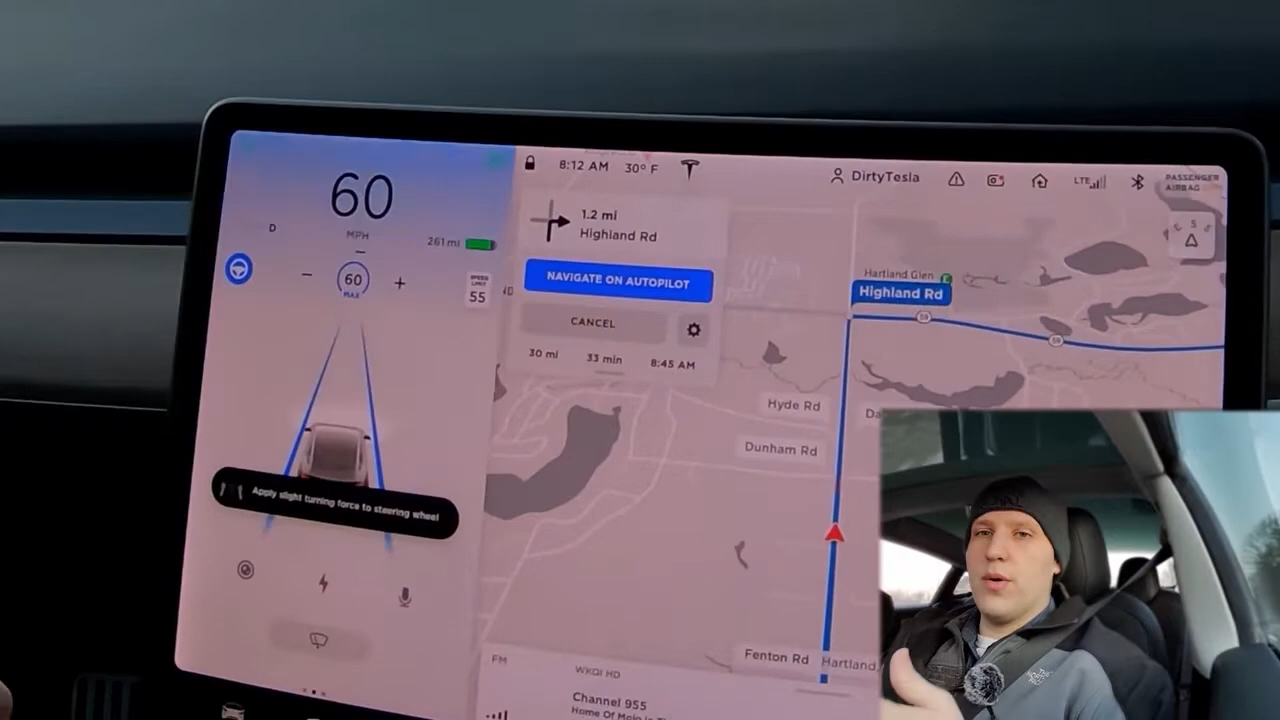 60
MPH
D
261 mi
60
MAX
SPEED
LIMIT
55
Apply slight turning force to steering wheel
8:12 AM
30° F
DirtyTesla
LTE
PASSENGER
AIRBAG
1.2 mi
Highland Rd
NAVIGATE ON AUTOPILOT
CANCEL
30 mi
33 min
8:45 AM
Hartland Glen
Highland Rd
59
59
Hyde Rd
Dunham Rd
Fenton Rd
Hartland,
FM
WKQI HD
Channel 955